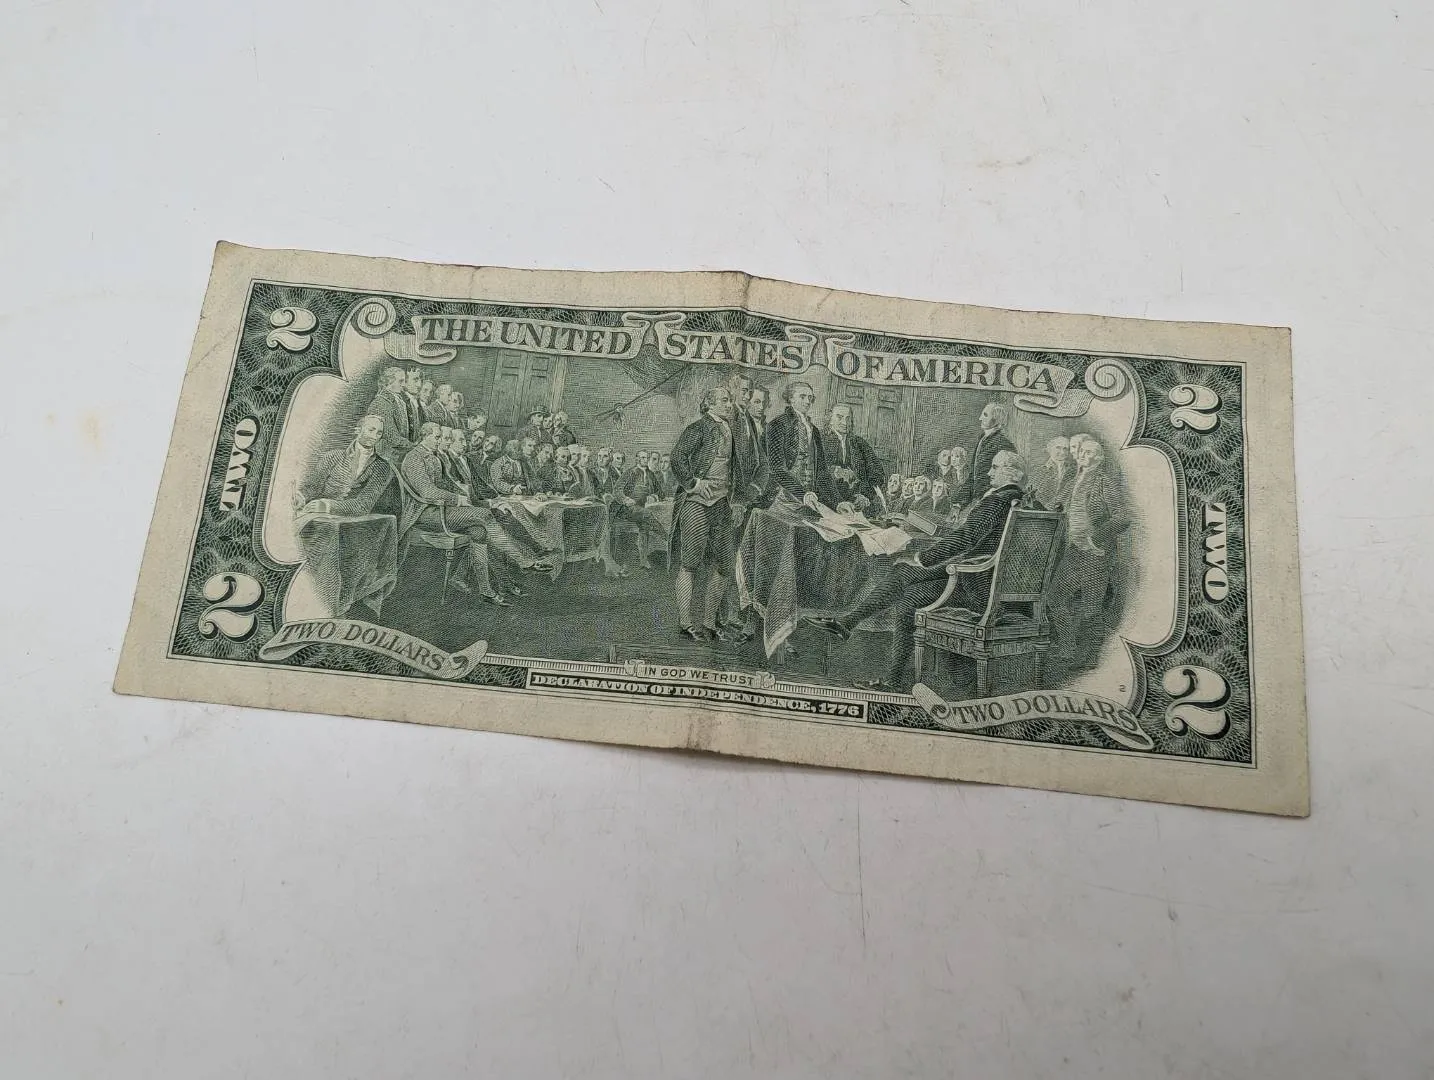 2
THE UNITED STATES OF AMERICA
2
TWO
TWO
2
TWO DOLLARS
IN GOD WE TRUST
DECLARATION OF INDEPENDENCE, 1776
2
TWO DOLLARS
2